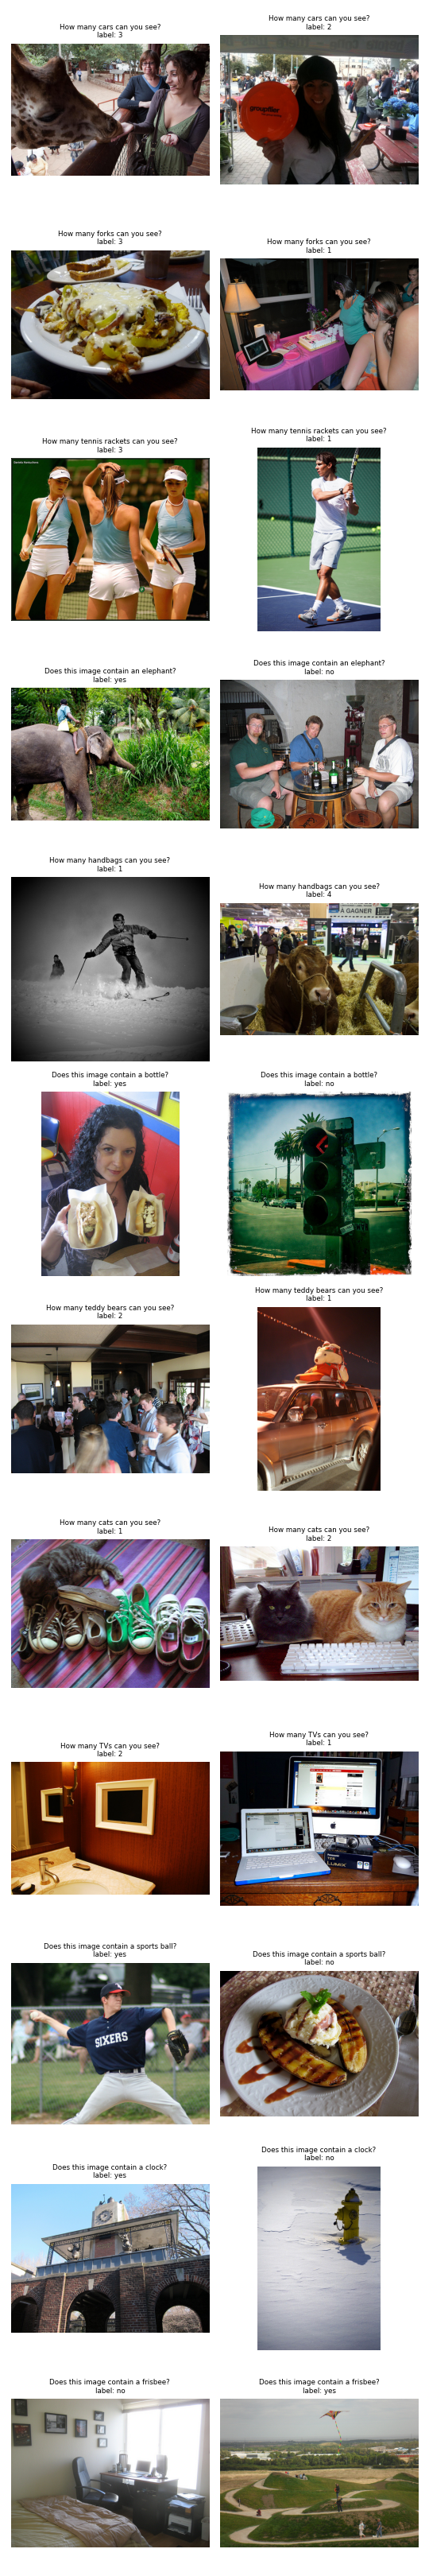 How many cars can you see?
label: 3
How many cars can you see?
label: 2
groupfier
How many forks can you see?
label: 3
How many forks can you see?
label: 1
How many tennis rackets can you see?
label: 3
How many tennis rackets can you see?
label: 1
Does this image contain an elephant?
label: yes
Does this image contain an elephant?
label: no
How many handbags can you see?
label: 1
How many handbags can you see?
label: 4
A GAGNER
Does this image contain a bottle?
label: yes
Does this image contain a bottle?
label: no
How many teddy bears can you see?
label: 2
How many teddy bears can you see?
label: 1
How many cats can you see?
label: 1
How many cats can you see?
label: 2
How many TVs can you see?
label: 2
How many TVs can you see?
label: 1
Does this image contain a sports ball?
label: yes
Does this image contain a sports ball?
label: no
SIXERS
Does this image contain a clock?
label: yes
Does this image contain a clock?
label: no
Does this image contain a frisbee?
label: no
Does this image contain a frisbee?
label: yes